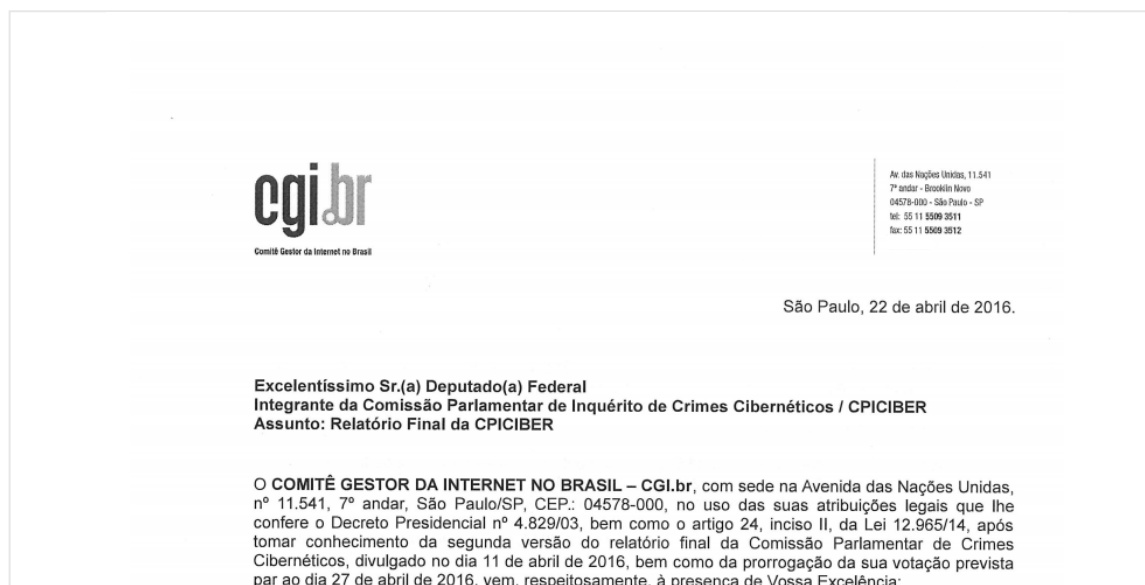 cgi.br
Comitê Gestor da Internet no Brasil
Av. das Nações Unidas, 11.541
7º andar - Brooklin Novo
04578-000 - São Paulo - SP
tel: 55 11 5509 3511
fax: 55 11 5509 3512
São Paulo, 22 de abril de 2016.
Excelentíssimo Sr.(a) Deputado(a) Federal
Integrante da Comissão Parlamentar de Inquérito de Crimes Cibernéticos / CPICIBER
Assunto: Relatório Final da CPICIBER
O COMITÊ GESTOR DA INTERNET NO BRASIL – CGI.br, com sede na Avenida das Nações Unidas,
nº 11.541, 7º andar, São Paulo/SP, CEP.: 04578-000, no uso das suas atribuições legais que lhe
confere o Decreto Presidencial nº 4.829/03, bem como o artigo 24, inciso II, da Lei 12.965/14, após
tomar conhecimento da segunda versão do relatório final da Comissão Parlamentar de Crimes
Cibernéticos, divulgado no dia 11 de abril de 2016, bem como da prorrogação da sua votação prevista
par ao dia 27 de abril de 2016, vem, respeitosamente, à presença de Vossa Excelência: